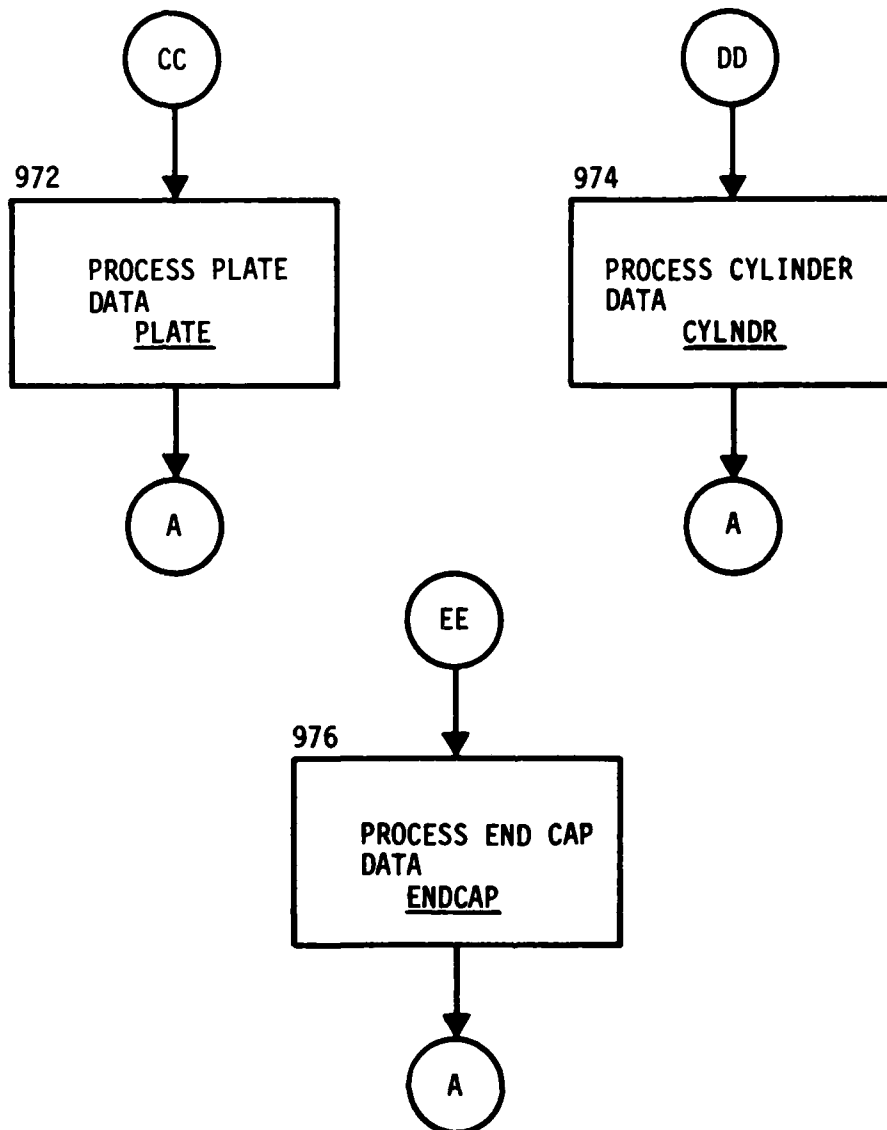 CC
972
PROCESS PLATE
DATA
PLATE
A
DD
974
PROCESS CYLINDER
DATA
CYLNDR
A
EE
976
PROCESS END CAP
DATA
ENDCAP
A